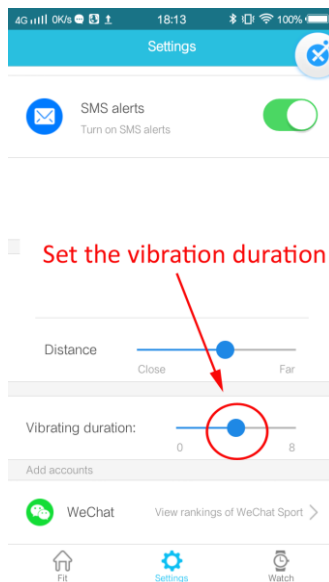 4G 0K/s 18:13 100%
Settings
SMS alerts
Turn on SMS alerts
Set the vibration duration
Distance
Close Far
Vibrating duration:
0 8
Add accounts
WeChat View rankings of WeChat Sport >
Fit Settings Watch